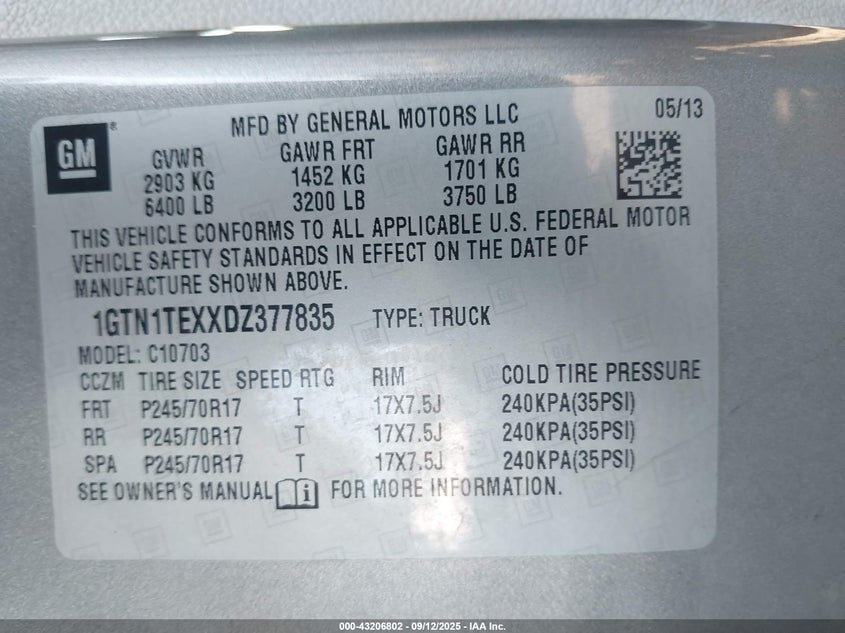 GM ®
MFD BY GENERAL MOTORS LLC 05/13
GVWR GAWR FRT GAWR RR
2903 KG 1452 KG 1701 KG
6400 LB 3200 LB 3750 LB
THIS VEHICLE CONFORMS TO ALL APPLICABLE U.S. FEDERAL MOTOR
VEHICLE SAFETY STANDARDS IN EFFECT ON THE DATE OF
MANUFACTURE SHOWN ABOVE.
1GTN1TEXXDZ377835 TYPE: TRUCK
MODEL: C10703
CCZM TIRE SIZE SPEED RTG RIM COLD TIRE PRESSURE
FRT P245/70R17 T 17X7.5J 240KPA(35PSI)
RR P245/70R17 T 17X7.5J 240KPA(35PSI)
SPA P245/70R17 T 17X7.5J 240KPA(35PSI)
SEE OWNER'S MANUAL i FOR MORE INFORMATION.
000-43206802 - 09/12/2025 - IAA Inc.